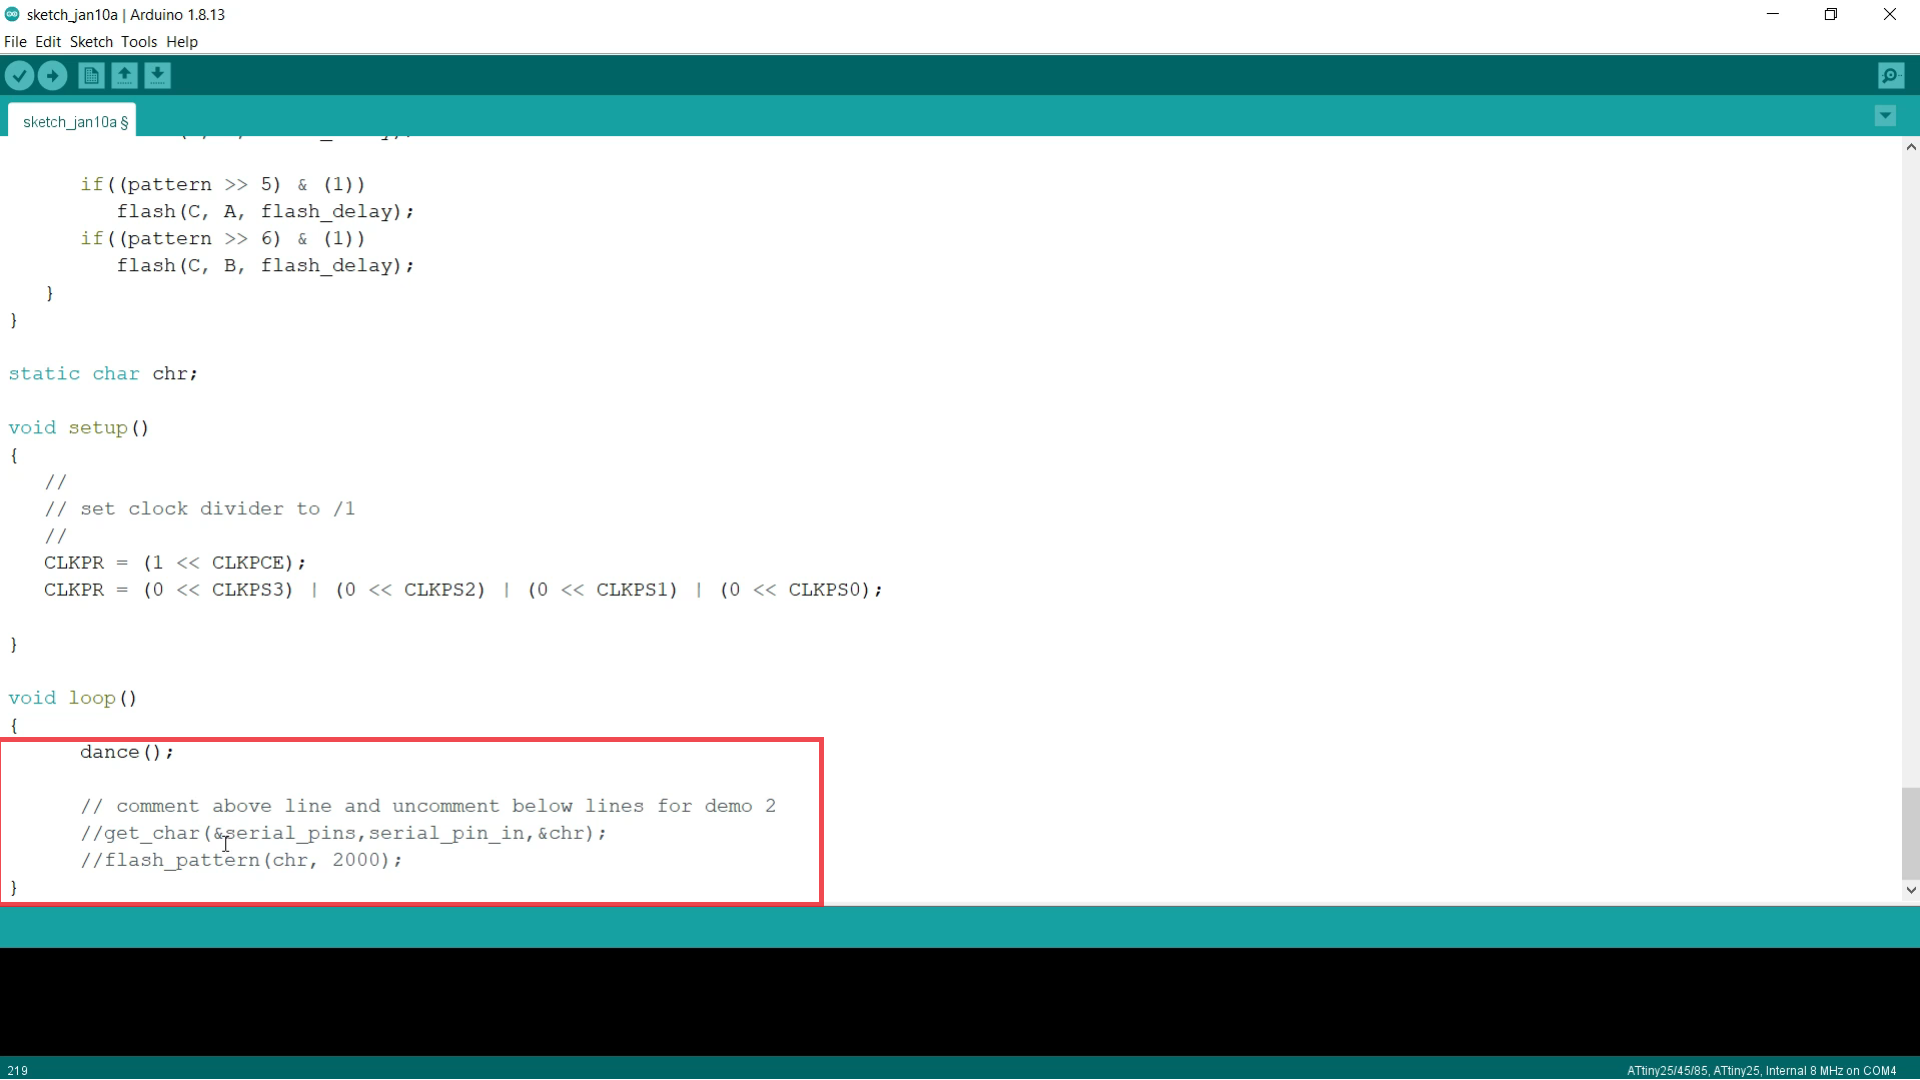 sketch_jan10a | Arduino 1.8.13
File Edit Sketch Tools Help
sketch_jan10a §
if((pattern >> 5) & (1))
flash(C, A, flash_delay);
if((pattern >> 6) & (1))
flash(C, B, flash_delay);
}
}
static char chr;
void setup()
{
//
// set clock divider to /1
//
CLKPR = (1 << CLKPCE);
CLKPR = (0 << CLKPS3) | (0 << CLKPS2) | (0 << CLKPS1) | (0 << CLKPS0);
}
void loop()
{
dance();
// comment above line and uncomment below lines for demo 2
//get_char(&serial_pins,serial_pin_in,&chr);
//flash_pattern(chr, 2000);
}
219
ATtiny25/45/85, ATtiny25, Internal 8 MHz on COM4